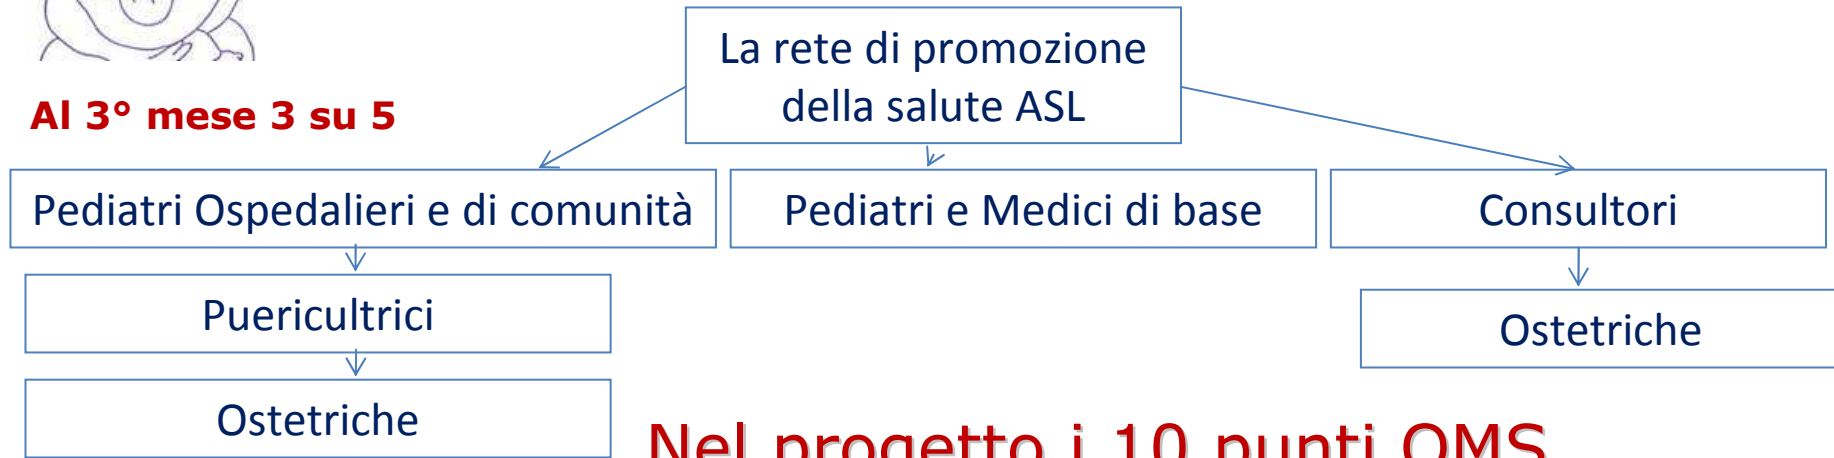 La rete di promozione
della salute ASL
Al 3° mese 3 su 5
Pediatri Ospedalieri e di comunità
Pediatri e Medici di base
Consultori
Puericultrici
Ostetriche
Ostetriche
Nel progetto i 10 punti OMS